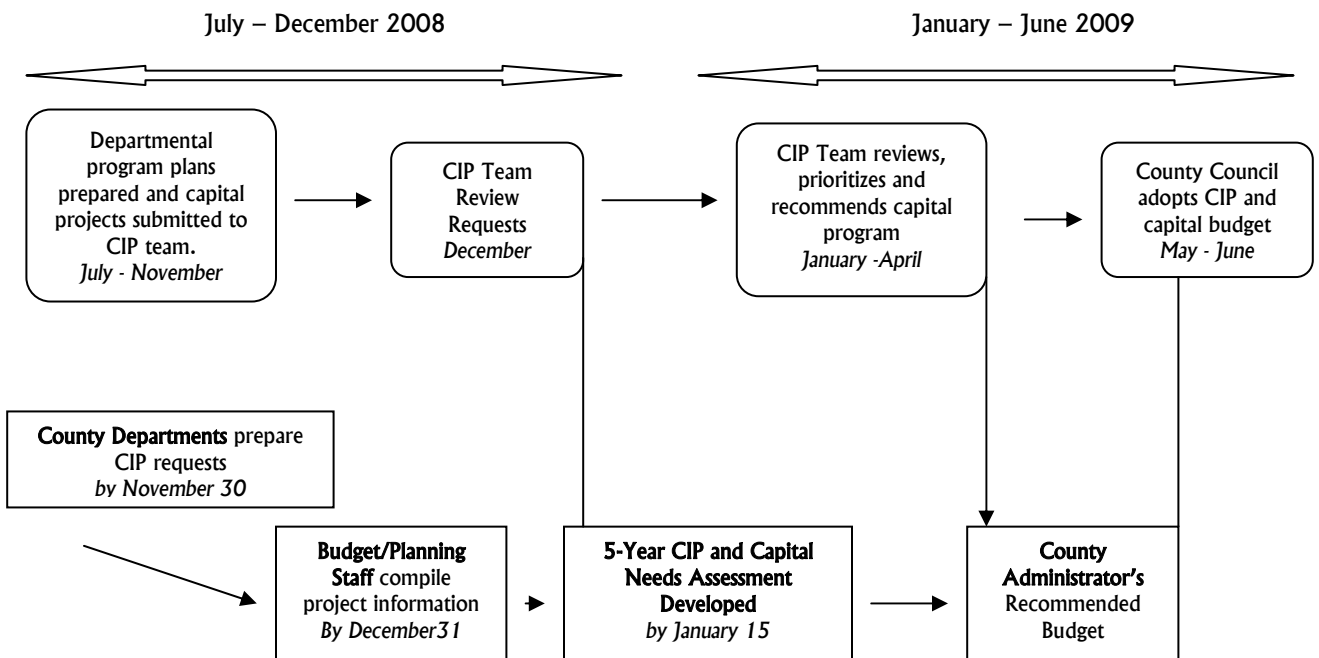 July – December 2008
January – June 2009
Departmental
program plans
prepared and capital
projects submitted to
CIP team.
July - November
CIP Team
Review
Requests
December
CIP Team reviews,
prioritizes and
recommends capital
program
January -April
County Council
adopts CIP and
capital budget
May - June
County Departments prepare
CIP requests
by November 30
Budget/Planning
Staff compile
project information
By December31
5-Year CIP and Capital
Needs Assessment
Developed
by January 15
County
Administrator’s
Recommended
Budget